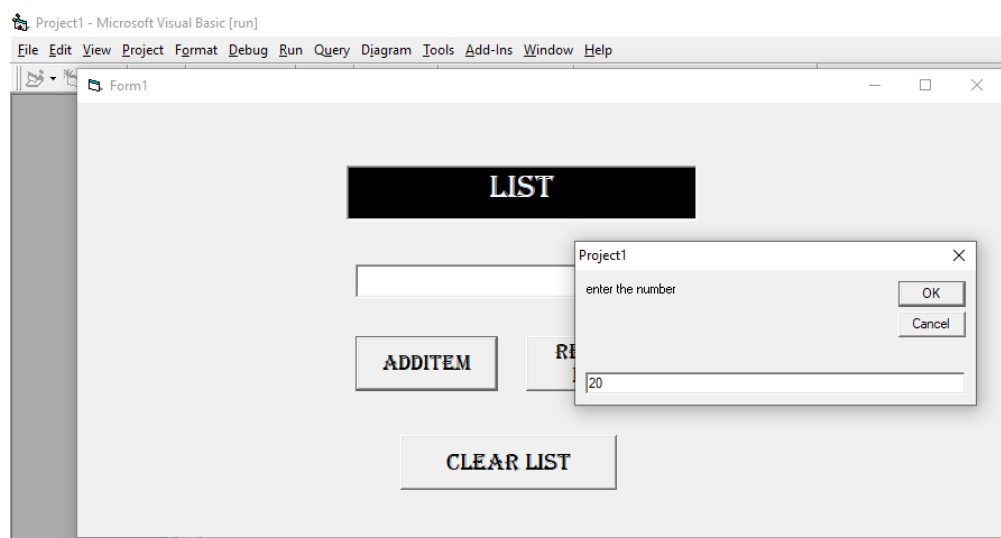 Project1 - Microsoft Visual Basic [run]
File Edit View Project Format Debug Run Query Diagram Tools Add-Ins Window Help
Form1
LIST
Project1
enter the number
OK
Cancel
20
ADDITEM
CLEAR LIST